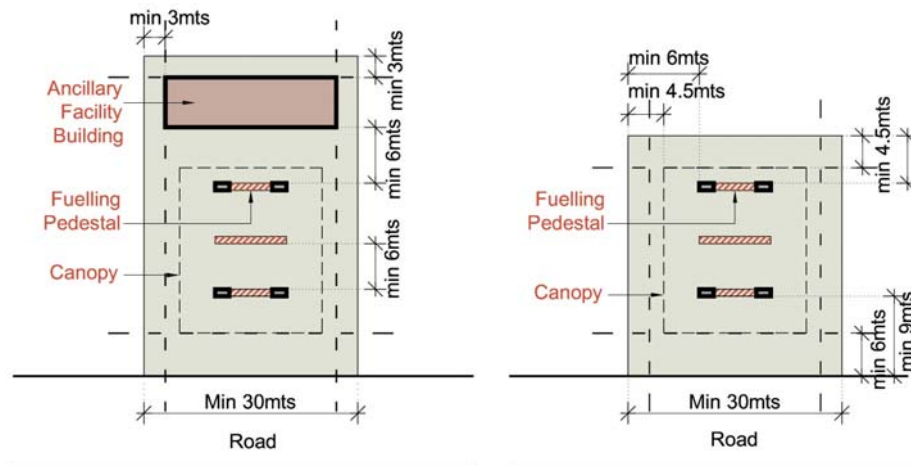 min 3mts
min 3mts
Ancillary
Facility
Building
min 6mts
Fuelling
Pedestal
min 6mts
Canopy
Min 30mts
Road
min 6mts
min 4.5mts
min 4.5mts
Fuelling
Pedestal
Canopy
min 6mts
min 9mts
Min 30mts
Road